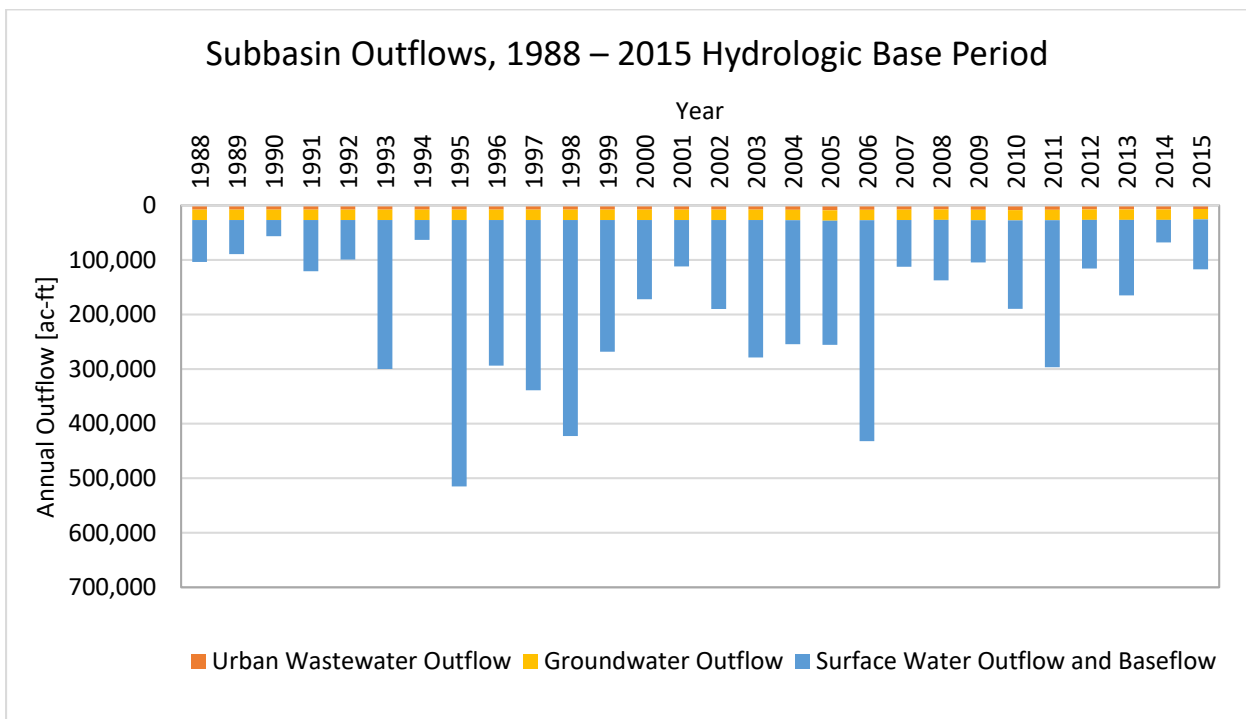 Subbasin Outflows, 1988 – 2015 Hydrologic Base Period
Year
1988 1989 1990 1991 1992 1993 1994 1995 1996 1997 1998 1999 2000 2001 2002 2003 2004 2005 2006 2007 2008 2009 2010 2011 2012 2013 2014 2015
Annual Outflow [ac-ft]
0
100,000
200,000
300,000
400,000
500,000
600,000
700,000
Urban Wastewater Outflow Groundwater Outflow Surface Water Outflow and Baseflow